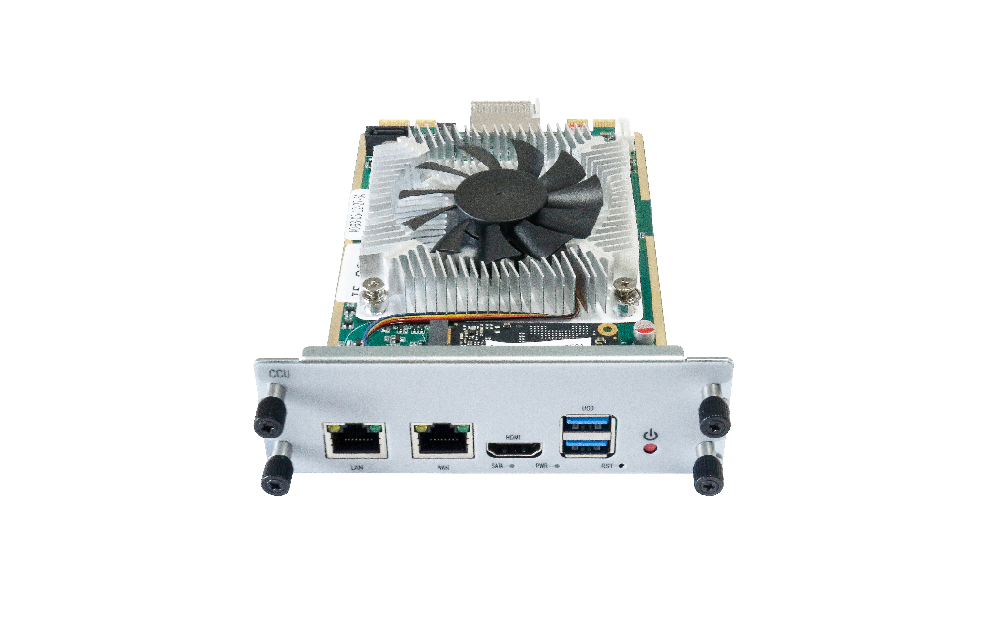 CCU
USB
HDMI
LAN
WAN
SATA
PWR
RST